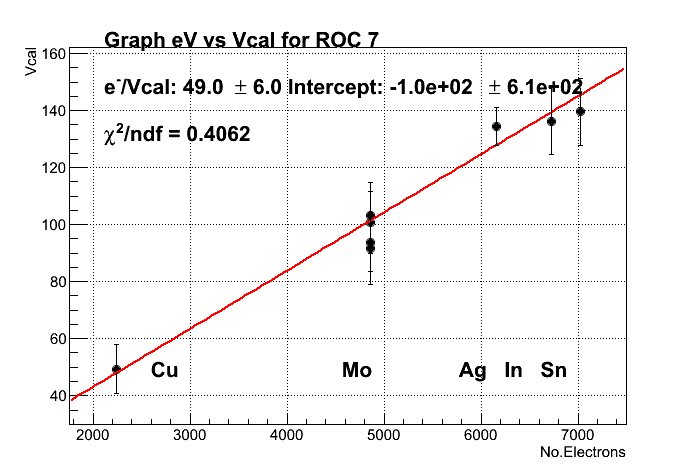 Graph eV vs Vcal for ROC 7
Vcal
e⁻/Vcal: 49.0 ± 6.0 Intercept: -1.0e+02 ± 6.1e+02
χ²/ndf = 0.4062
160
140
120
100
80
60
40
Cu Mo Ag In Sn
2000 3000 4000 5000 6000 7000
No.Electrons